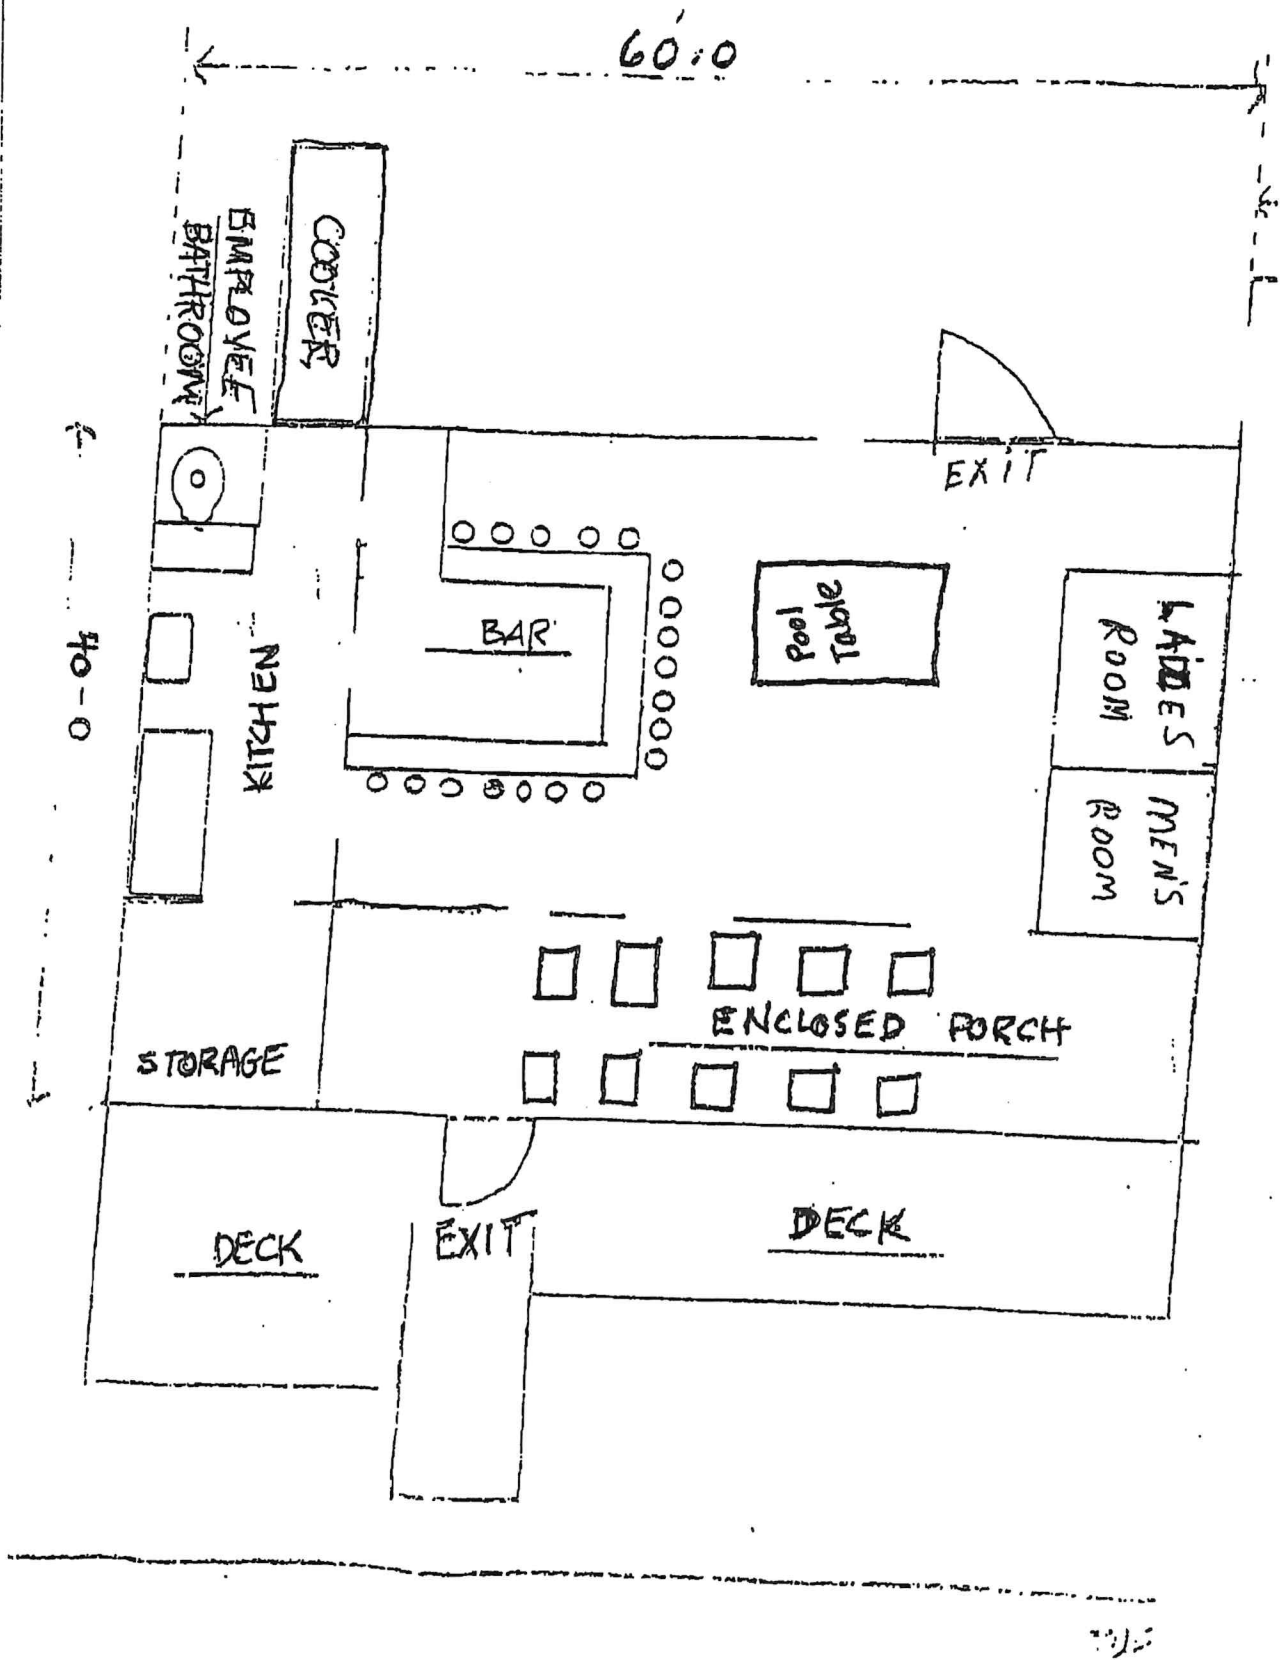 60'.0
EMPLOYEE
BATHROOM
COOLER
EXIT
40-0
KITCHEN
BAR
Pool
Table
LADIES
ROOM
MEN'S
ROOM
ENCLOSED PORCH
STORAGE
DECK
EXIT
DECK